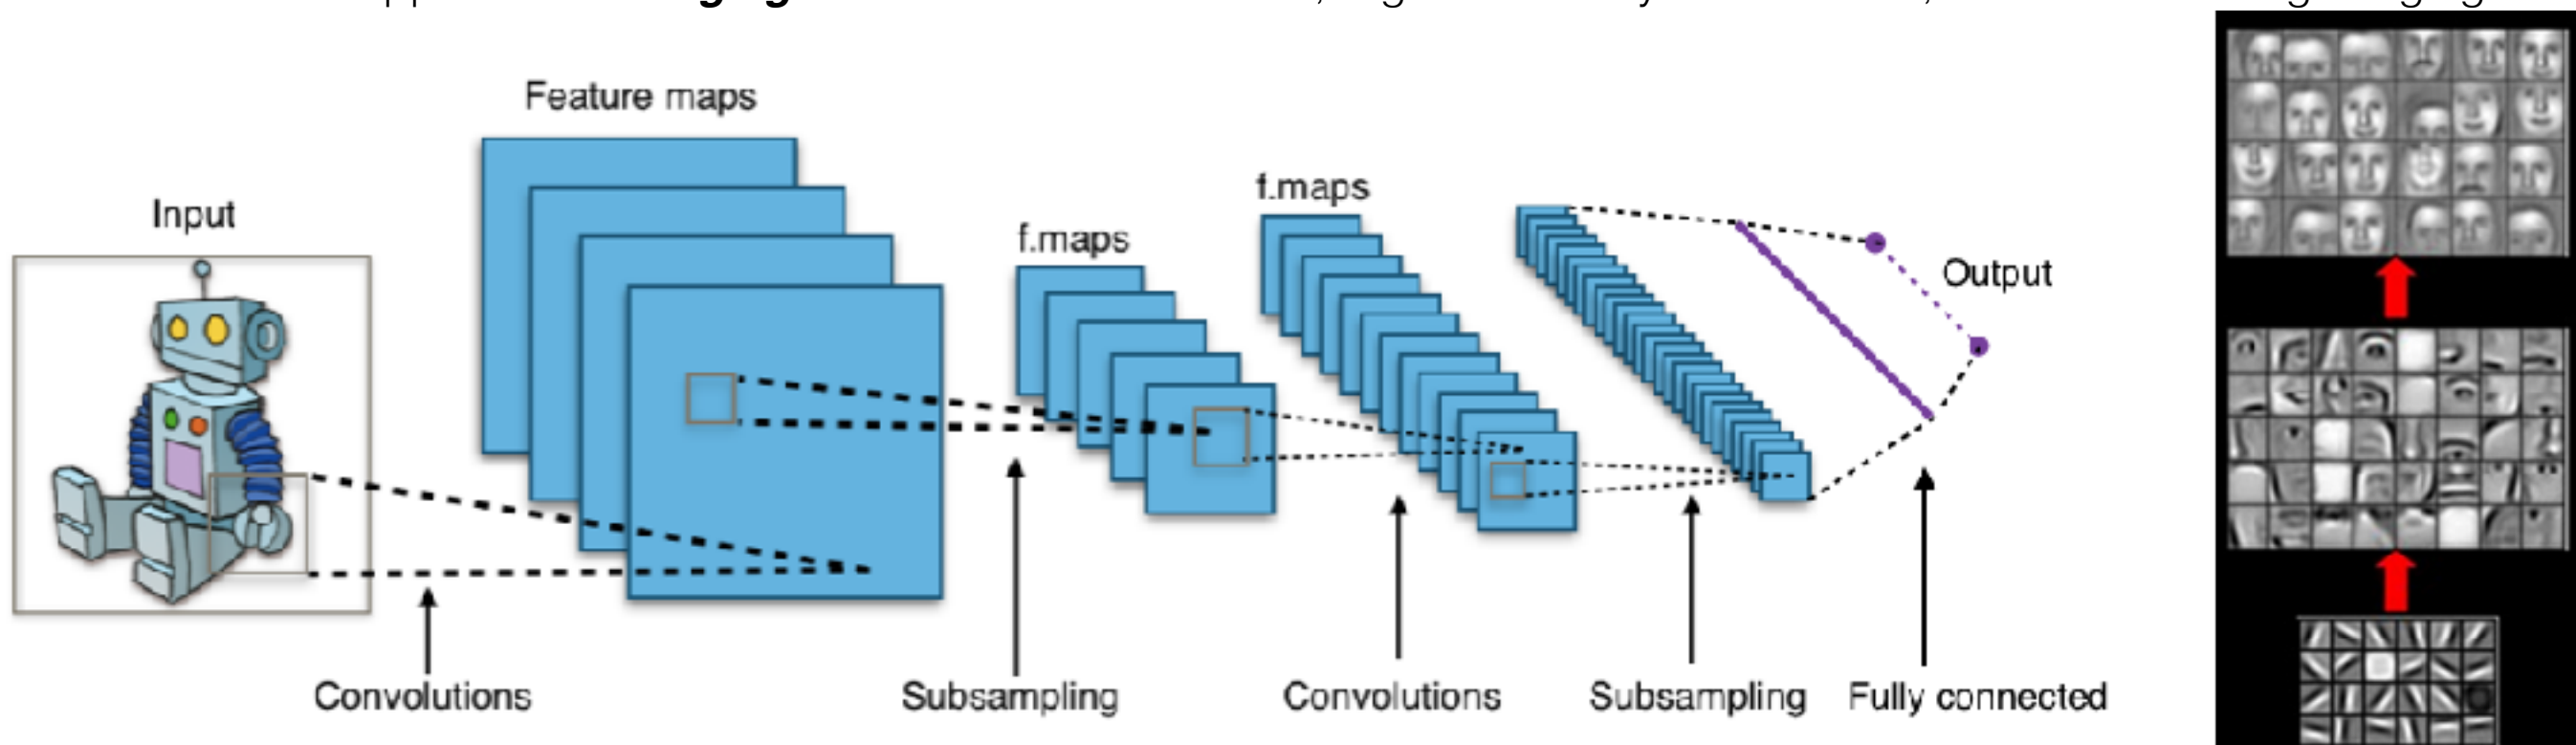 Feature maps
f.maps
Input
f.maps
Output
Convolutions
Subsampling
Convolutions
Subsampling
Fully connected